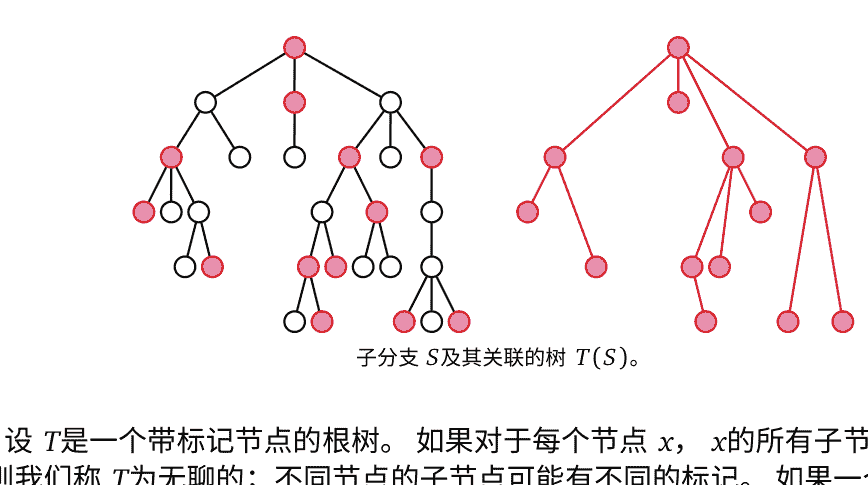 子分支 S及其关联的树 T(S)。
设 T是一个带标记节点的根树。 如果对于每个节点 x， x的所有子节
我们称 T为无聊的；不同节点的子节点可能有不同的标记。 如果一